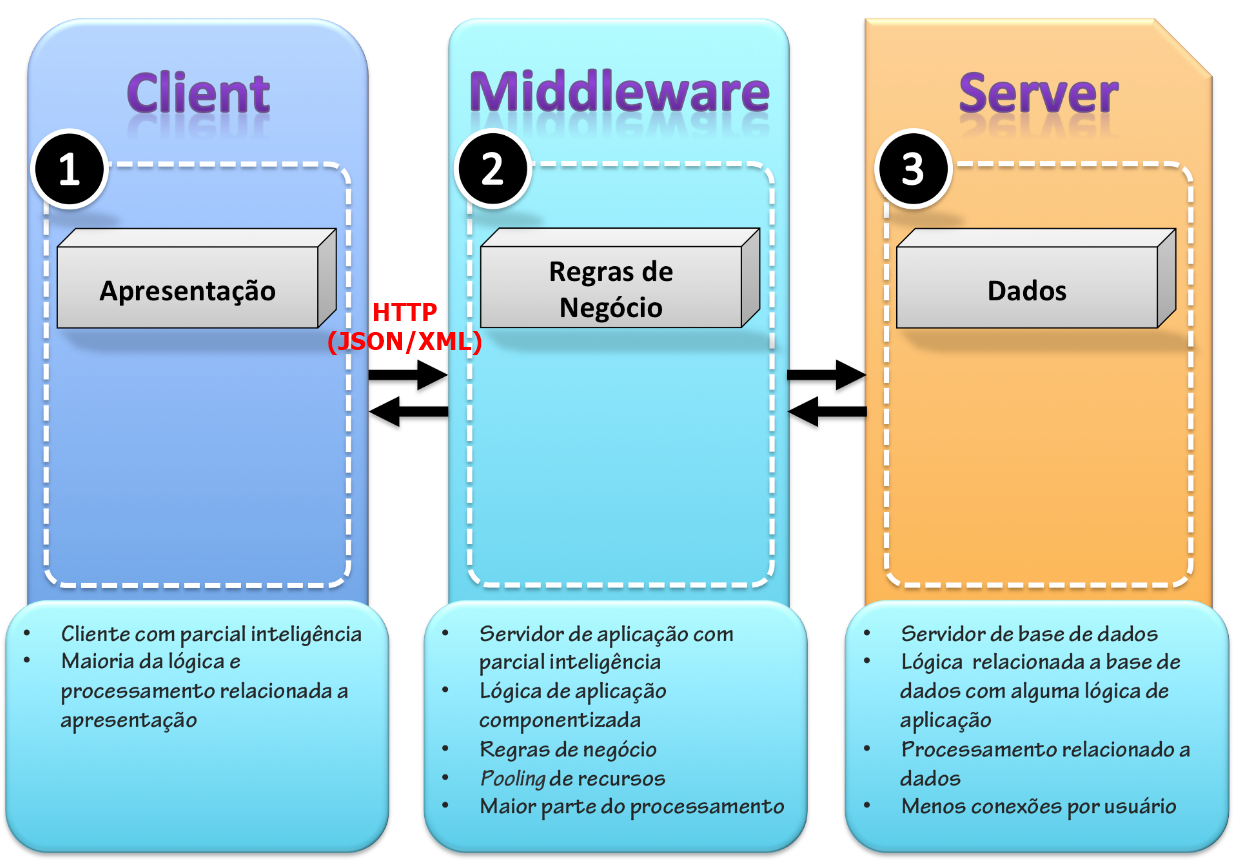 Client
1
Apresentação
HTTP
(JSON/XML)
Middleware
2
Regras de
Negócio
Server
3
Dados
• Cliente com parcial inteligência
• Maioria da lógica e
processamento relacionada a
apresentação
• Servidor de aplicação com
parcial inteligência
• Lógica de aplicação
componentizada
• Regras de negócio
• Pooling de recursos
• Maior parte do processamento
• Servidor de base de dados
• Lógica relacionada a base de
dados com alguma lógica de
aplicação
• Processamento relacionado a
dados
• Menos conexões por usuário